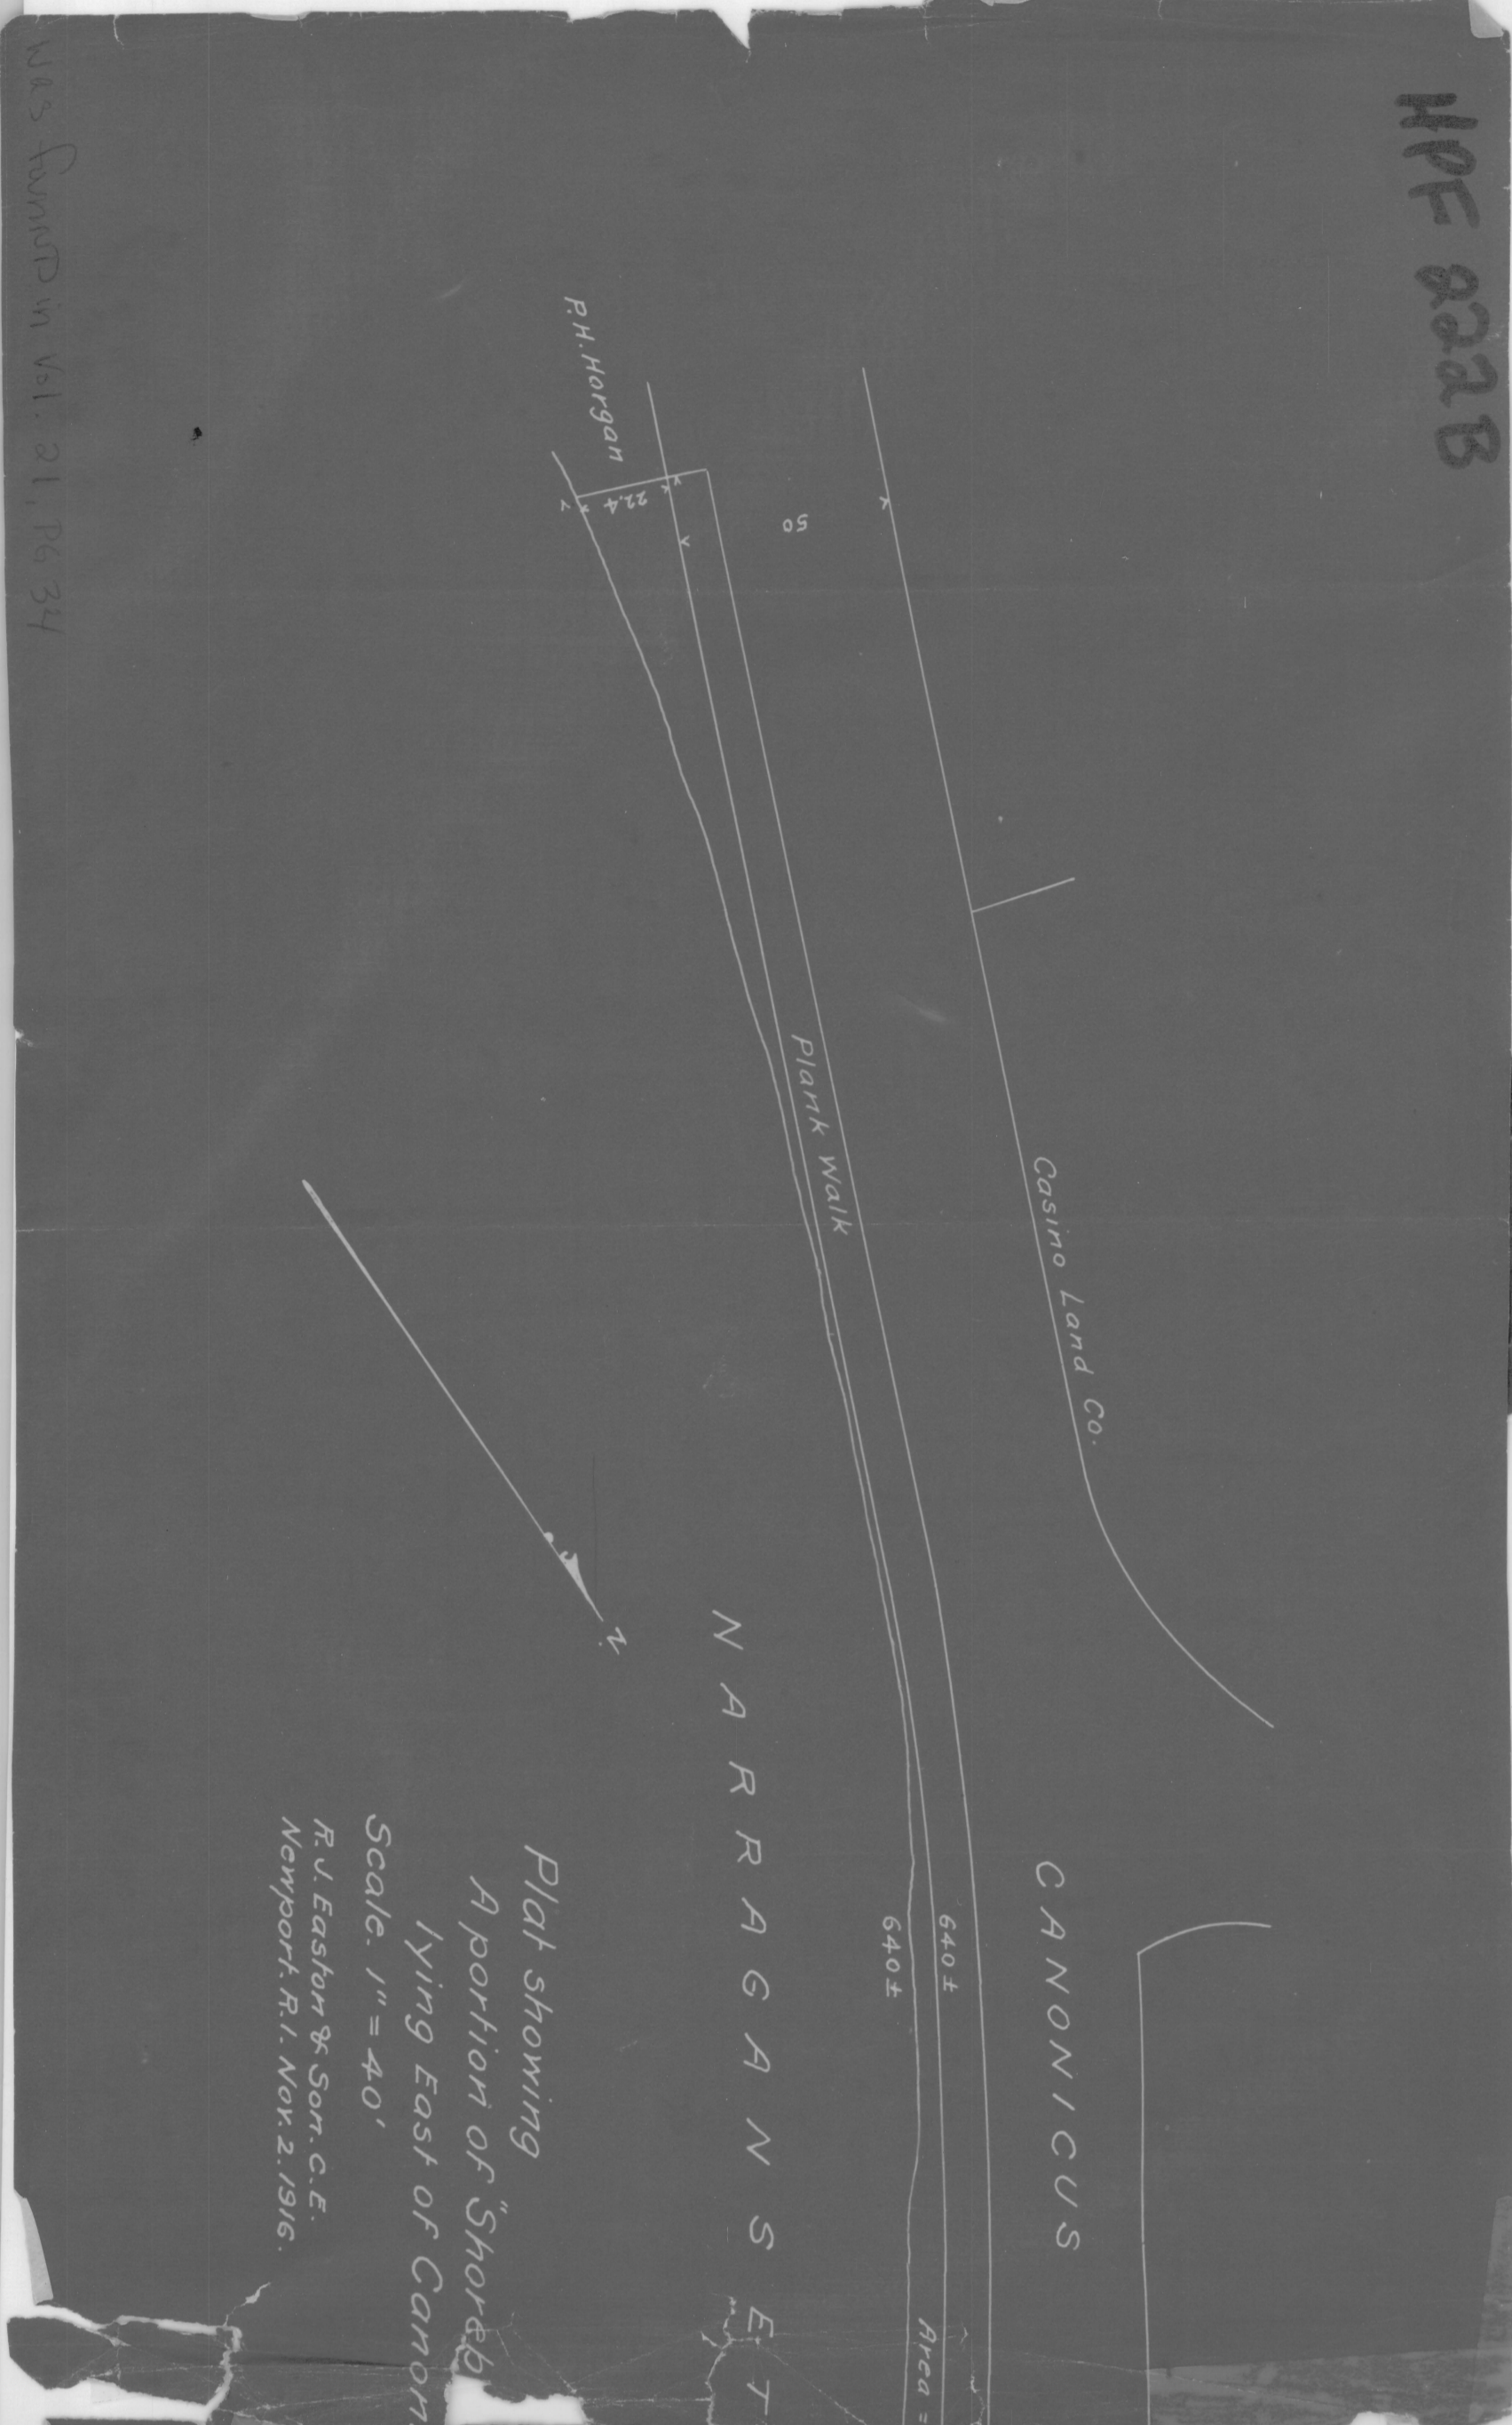 HPF 822B
P.H. Horgan
22.4
50
Plank Walk
Casino Land Co.
N.
CANONICUS
640±
640±
Area =
NARRAGANSET
Plat showing
A portion of "Shoreb
lying East of Canon
Scale. 1" = 40'
R.J. Easton & Son. C.E.
Newport. R.I. Nov. 2. 1916.
was found in Vol. 21, PG 34